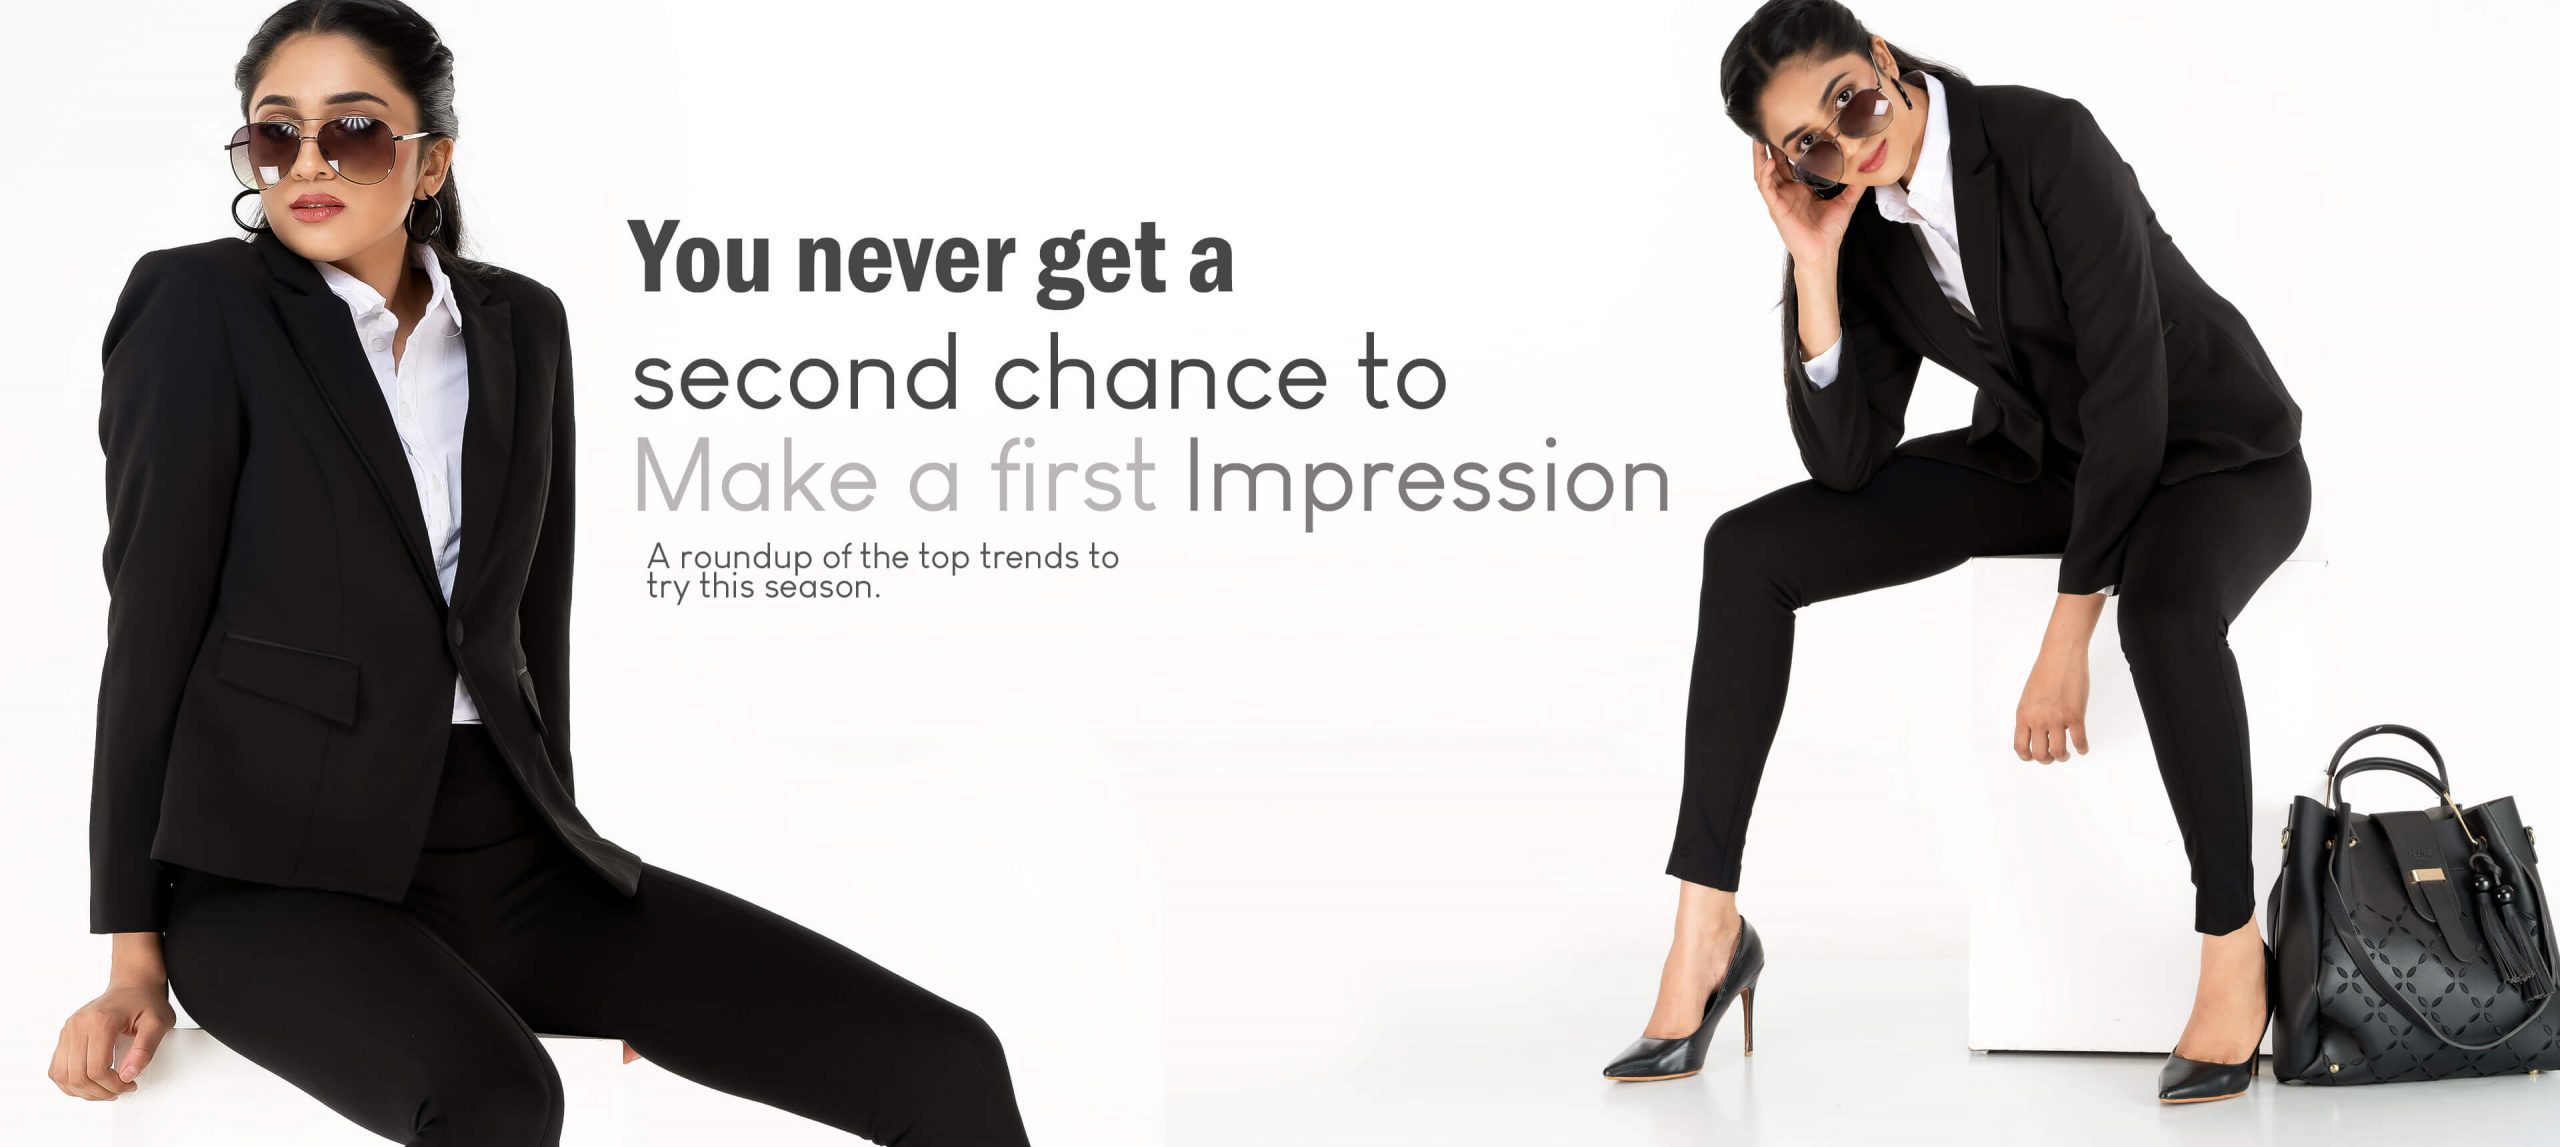 You never get a
second chance to
Make a first Impression
A roundup of the top trends to
try this season.